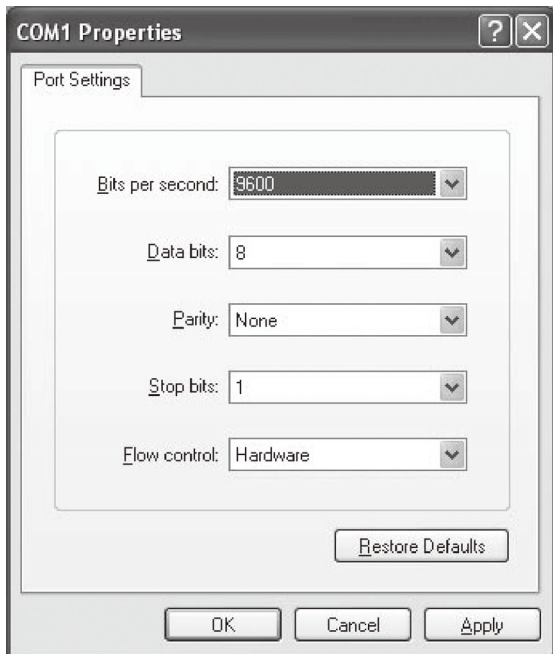 COM1 Properties
Port Settings
Bits per second: 9600
Data bits: 8
Parity: None
Stop bits: 1
Flow control: Hardware
Restore Defaults
OK Cancel Apply